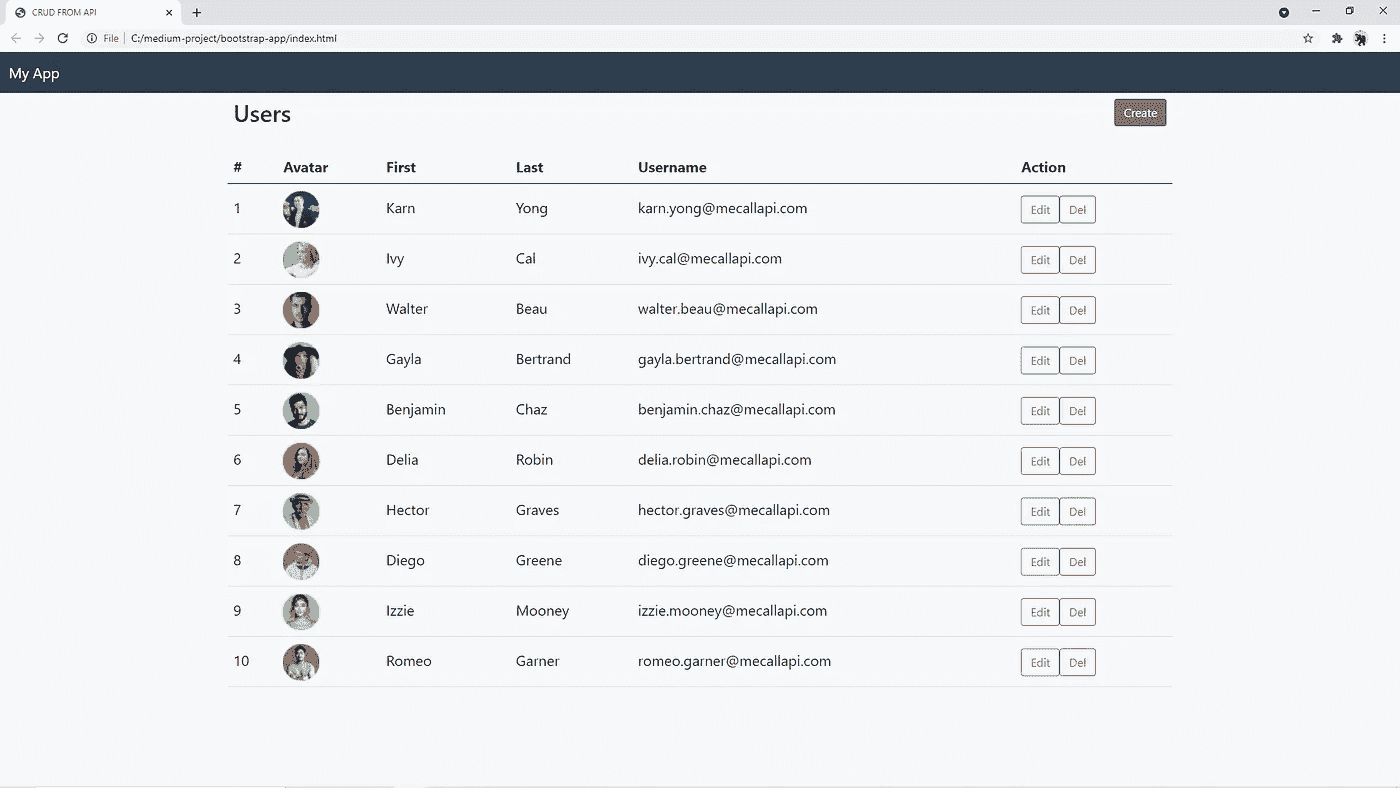 CRUD FROM API
File C:/medium-project/bootstrap-app/index.html
My App
Users Create
# Avatar First Last Username Action
1 Karn Yong karn.yong@mecallapi.com Edit Del
2 Ivy Cal ivy.cal@mecallapi.com Edit Del
3 Walter Beau walter.beau@mecallapi.com Edit Del
4 Gayla Bertrand gayla.bertrand@mecallapi.com Edit Del
5 Benjamin Chaz benjamin.chaz@mecallapi.com Edit Del
6 Delia Robin delia.robin@mecallapi.com Edit Del
7 Hector Graves hector.graves@mecallapi.com Edit Del
8 Diego Greene diego.greene@mecallapi.com Edit Del
9 Izzie Mooney izzie.mooney@mecallapi.com Edit Del
10 Romeo Garner romeo.garner@mecallapi.com Edit Del